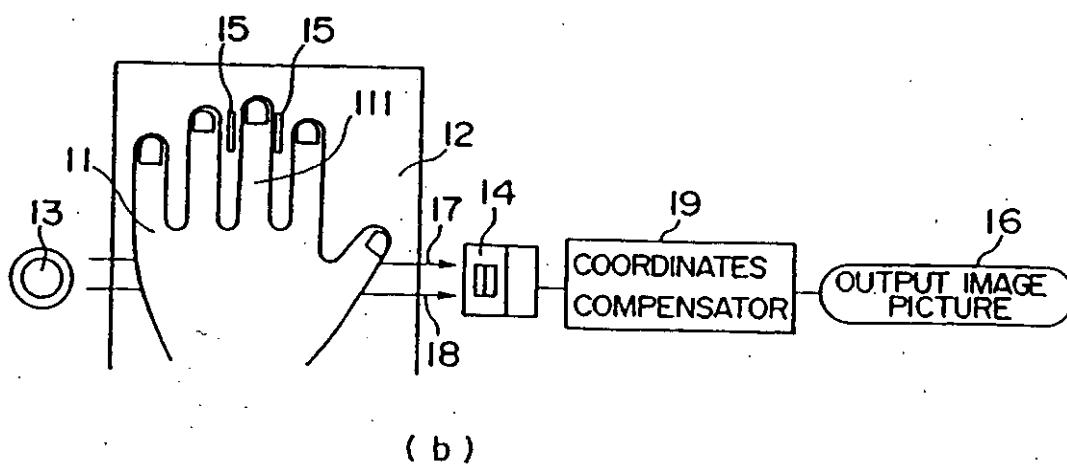 15 15
111
12
11
17
14
19
13
16
COORDINATES
COMPENSATOR
OUTPUT IMAGE
PICTURE
18
(b)